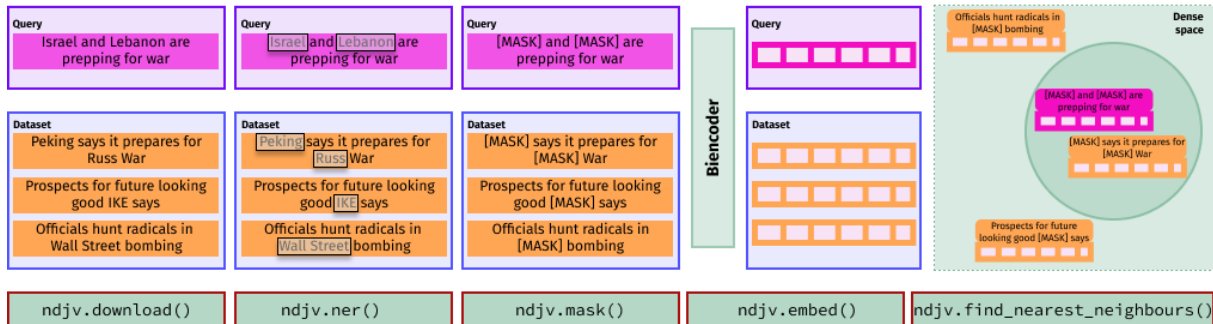 Query
Israel and Lebanon are
prepping for war
Dataset
Peking says it prepares for
Russ War
Prospects for future looking
good IKE says
Officials hunt radicals in
Wall Street bombing
ndjv.download()
Query
Israel and Lebanon are
prepping for war
Dataset
Peking says it prepares for
Russ War
Prospects for future looking
good IKE says
Officials hunt radicals in
Wall Street bombing
ndjv.ner()
Query
[MASK] and [MASK] are
prepping for war
Dataset
[MASK] says it prepares for
[MASK] War
Prospects for future looking
good [MASK] says
Officials hunt radicals in
[MASK] bombing
ndjv.mask()
Biencoder
Query
Dataset
ndjv.embed()
Dense
space
Officials hunt radicals in
[MASK] bombing
[MASK] and [MASK] are
prepping for war
[MASK] says it prepares for
[MASK] War
Prospects for future
looking good [MASK] says
ndjv.find_nearest_neighbours()